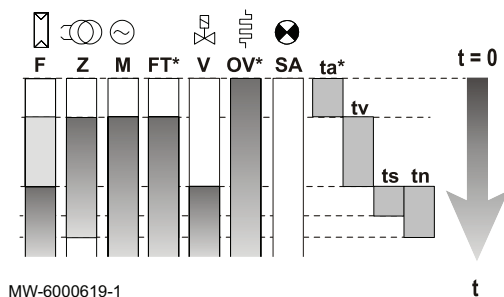 F Z M FT* V OV* SA ta* t = 0
tv
ts tn
MW-6000619-1 t